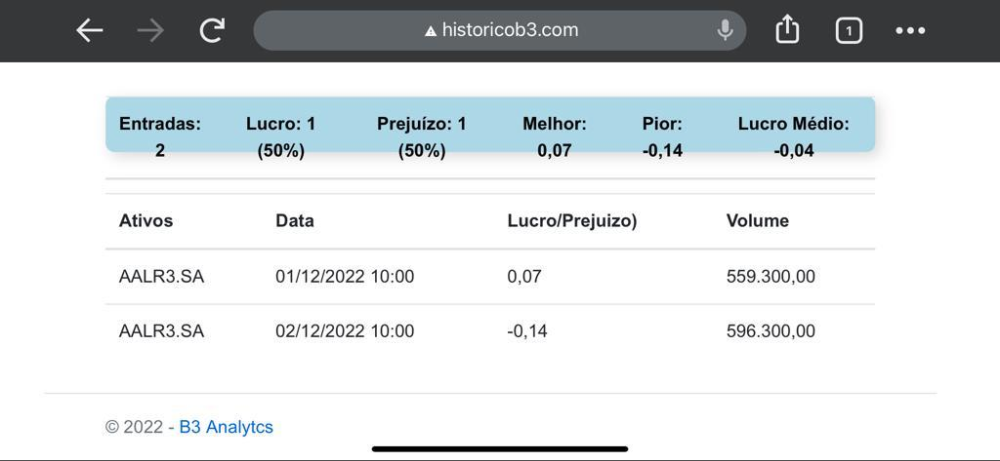 historicob3.com
1
Entradas: Lucro: 1 Prejuízo: 1 Melhor: Pior: Lucro Médio:
2 (50%) (50%) 0,07 -0,14 -0,04
Ativos Data Lucro/Prejuizo) Volume
AALR3.SA 01/12/2022 10:00 0,07 559.300,00
AALR3.SA 02/12/2022 10:00 -0,14 596.300,00
© 2022 - B3 Analytcs